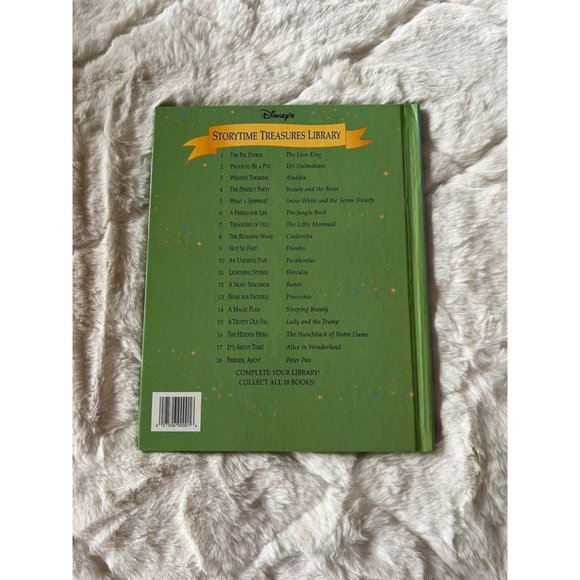 Disney's
STORYTIME TREASURES LIBRARY
1 THE PAL PATROL The Lion King
2 PROUD TO BE A PUP 101 Dalmatians
3 WISHFUL THINKING Aladdin
4 THE PERFECT PARTY Beauty and the Beast
5 WHAT A SURPRISE! Snow White and the Seven Dwarfs
6 A FRIEND FOR LIFE The Jungle Book
7 TREASURES OF OLD The Little Mermaid
8 THE RUNAWAY WAND Cinderella
9 NOT SO FAST! Dumbo
10 AN UNLIKELY PAIR Pocahontas
11 LIGHTNING STRIKES Hercules
12 A NOISY NEIGHBOR Bambi
13 NOSE FOR TROUBLE Pinocchio
14 A MAGIC PLAN Sleeping Beauty
15 A TRUSTY OLD PAL Lady and the Tramp
16 THE HIDDEN HERO The Hunchback of Notre Dame
17 IT'S ABOUT TIME! Alice in Wonderland
18 FRIENDS, AHOY! Peter Pan
COMPLETE YOUR LIBRARY!
COLLECT ALL 18 BOOKS!